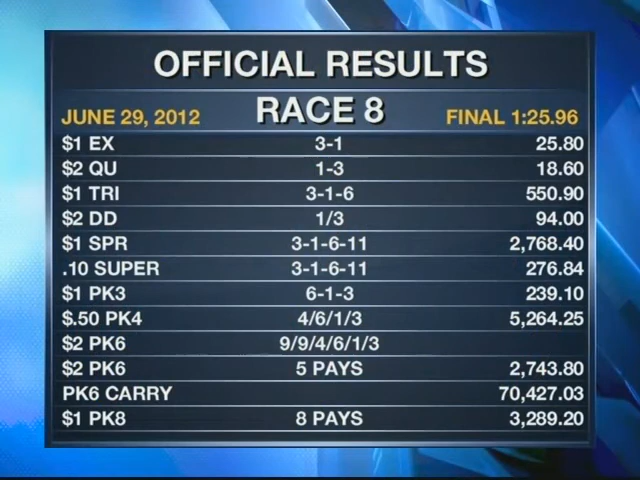 OFFICIAL RESULTS
JUNE 29, 2012 RACE 8 FINAL 1:25.96
$1 EX 3-1 25.80
$2 QU 1-3 18.60
$1 TRI 3-1-6 550.90
$2 DD 1/3 94.00
$1 SPR 3-1-6-11 2,768.40
.10 SUPER 3-1-6-11 276.84
$1 PK3 6-1-3 239.10
$.50 PK4 4/6/1/3 5,264.25
$2 PK6 9/9/4/6/1/3
$2 PK6 5 PAYS 2,743.80
PK6 CARRY 70,427.03
$1 PK8 8 PAYS 3,289.20